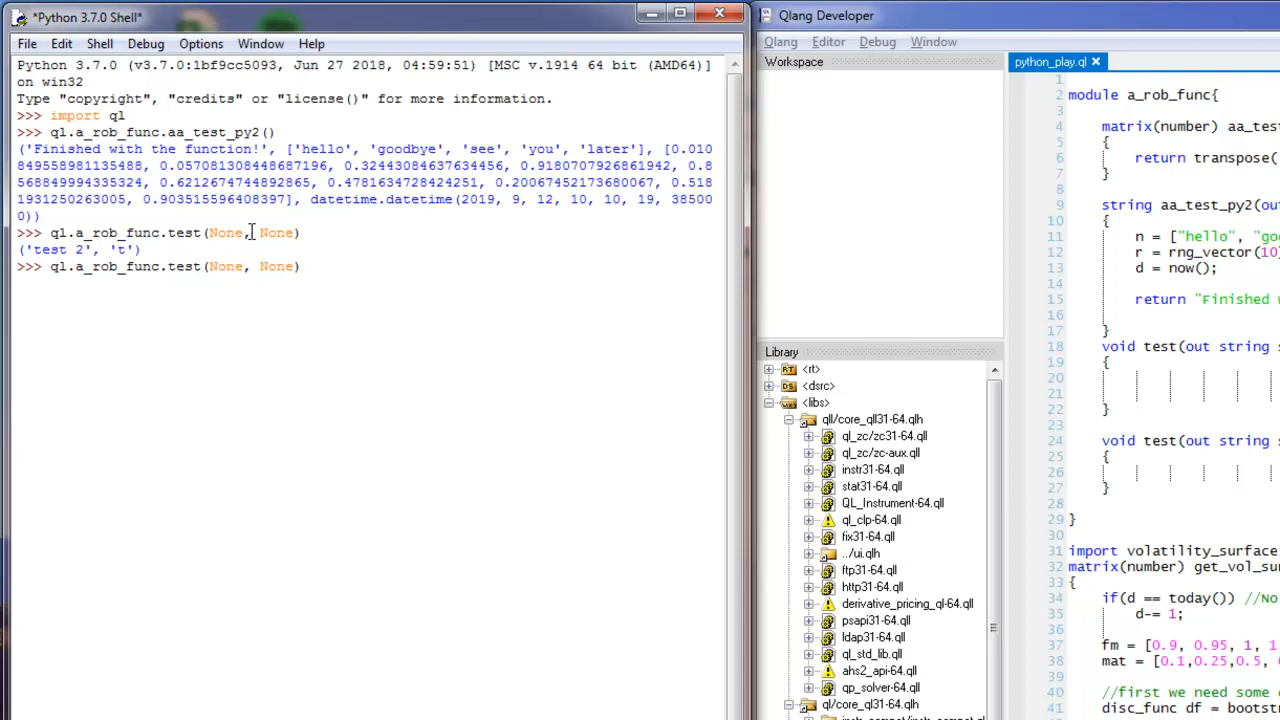 *Python 3.7.0 Shell*
File Edit Shell Debug Options Window Help
Python 3.7.0 (v3.7.0:1bf9cc5093, Jun 27 2018, 04:59:51) [MSC v.1914 64 bit (AMD64)]
on win32
Type "copyright", "credits" or "license()" for more information.
>>> import ql
>>> ql.a_rob_func.aa_test_py2()
('Finished with the function!', ['hello', 'goodbye', 'see', 'you', 'later'], [0.010
849558981135488, 0.057081308448687196, 0.32443084637634456, 0.9180707926861942, 0.8
568849994335324, 0.6212674744892865, 0.4781634728424251, 0.20067452173680067, 0.518
1931250263005, 0.903515596408397], datetime.datetime(2019, 9, 12, 10, 10, 19, 38500
0))
>>> ql.a_rob_func.test(None, None)
('test 2', 't')
>>> ql.a_rob_func.test(None, None)
Qlang Developer
Qlang Editor Debug Window
Workspace
Library
<rt>
<dsrc>
<libs>
qll/core_qll31-64.qlh
ql_zc/zc31-64.qll
ql_zc/zc-aux.qll
instr31-64.qll
stat31-64.qll
QL_Instrument-64.qll
ql_clp-64.qll
fix31-64.qll
../ui.qlh
ftp31-64.qll
http31-64.qll
derivative_pricing_ql-64.qll
psapi31-64.qll
ldap31-64.qll
ql_std_lib.qll
ahs2_api-64.qll
qp_solver-64.qll
ql/core_ql31-64.qlh
python_play.ql
1
2 module a_rob_func{
3
4 matrix(number) aa_test
5 {
6 return transpose(
7 }
8
9 string aa_test_py2(out
10 {
11 n = ["hello", "goo
12 r = rng_vector(10)
13 d = now();
14
15 return "Finished w
16
17 }
18 void test(out string s
19 {
20
21
22 }
23
24 void test(out string s
25 {
26
27 }
28
29 }
30
31 import volatility_surface
32 matrix(number) get_vol_sur
33 {
34 if(d == today()) //No
35 d-= 1;
36
37 fm = [0.9, 0.95, 1, 1.
38 mat = [0.1,0.25,0.5,
39
40 //first we need some
41 disc_func df = bootst